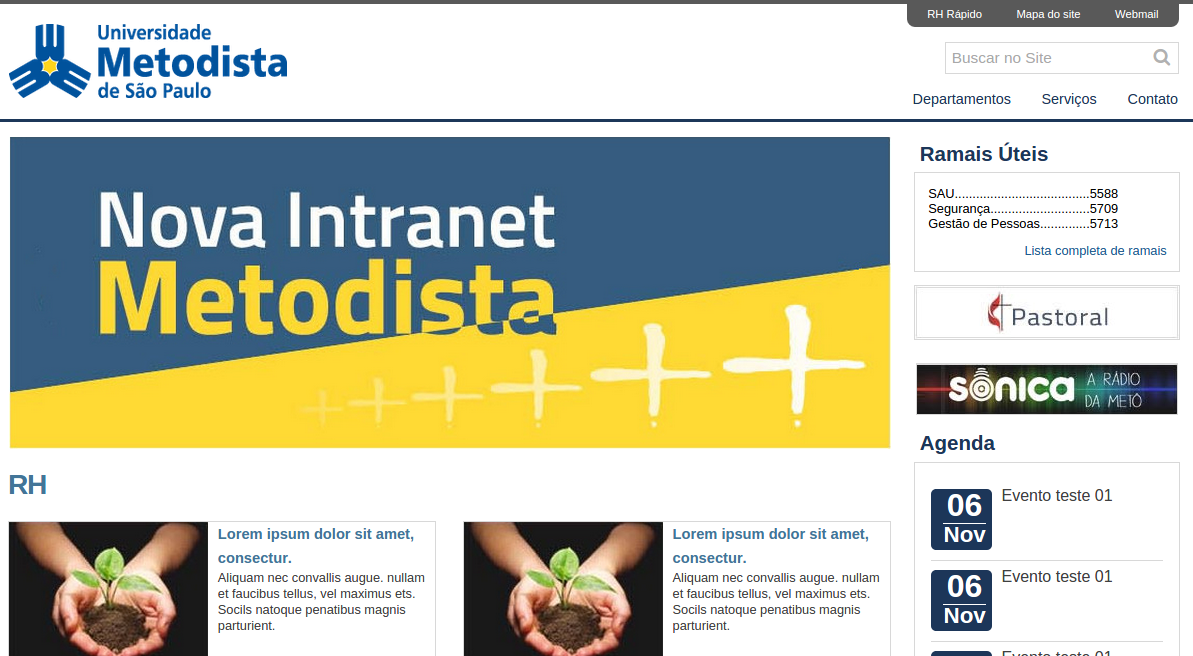 RH Rápido Mapa do site Webmail
Universidade
Metodista
de São Paulo
Buscar no Site
Departamentos Serviços Contato
Nova Intranet
Metodista
Ramais Úteis
SAU......................................5588
Segurança............................5709
Gestão de Pessoas..............5713
Lista completa de ramais
Pastoral
sônica A RÁDIO
DA METÔ
Agenda
06
Nov
Evento teste 01
06
Nov
Evento teste 01
Evento teste 01
RH
Lorem ipsum dolor sit amet,
consectur.
Aliquam nec convallis augue. nullam
et faucibus tellus, vel maximus ets.
Socils natoque penatibus magnis
parturient.
Lorem ipsum dolor sit amet,
consectur.
Aliquam nec convallis augue. nullam
et faucibus tellus, vel maximus ets.
Socils natoque penatibus magnis
parturient.